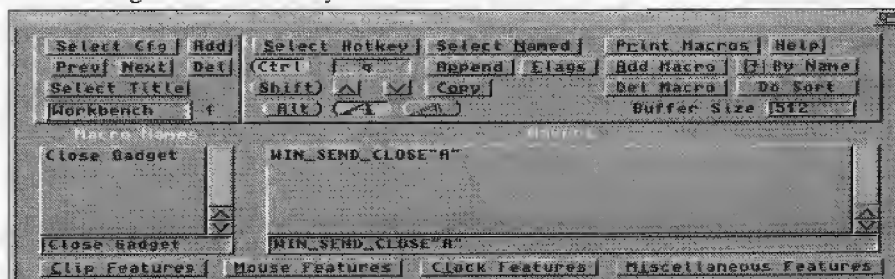 Select Cfg Add Select Hotkey Select Named Print Macros Help
Prev Next Del Ctrl q Append Flags Add Macro By Name
Select Title Shift Copy Del Macro Do Sort
Workbench f Alt Buffer Size 512
Macro Names Macros
Close Gadget WIN_SEND_CLOSE"A"
Close Gadget WIN_SEND_CLOSE"A"
Clip Features Mouse Features Clock Features Miscellaneous Features